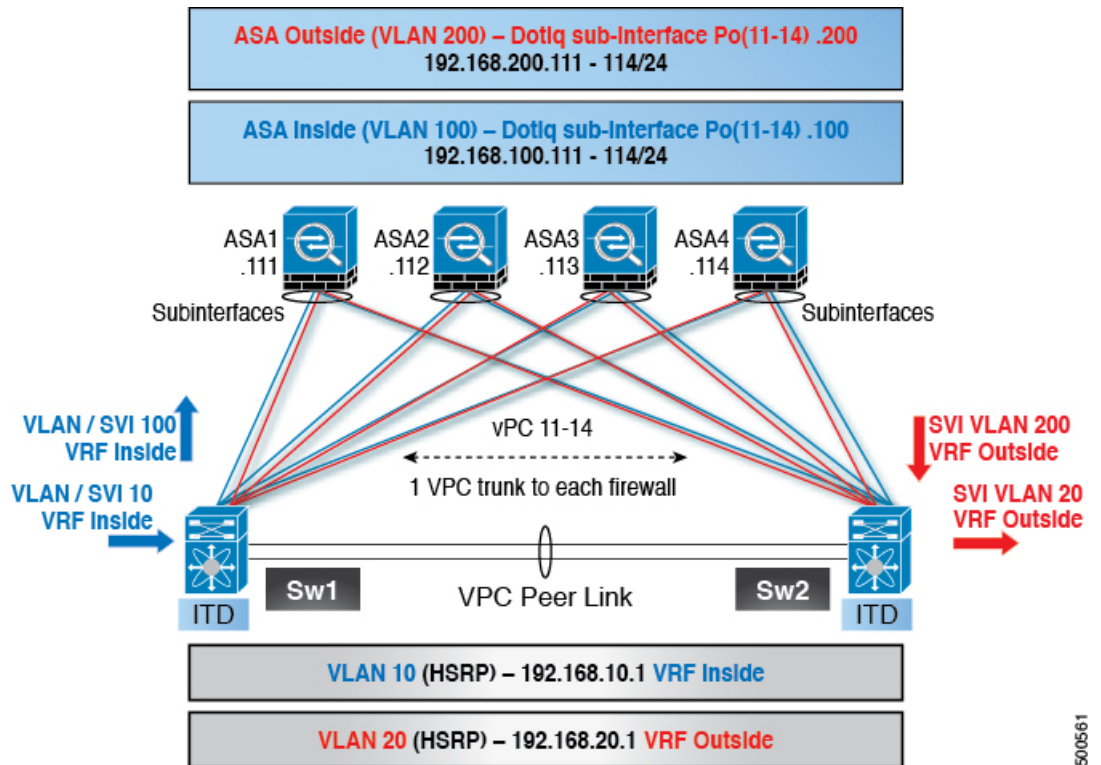 ASA Outside (VLAN 200) – Dotlq sub-interface Po(11-14) .200
192.168.200.111 - 114/24
ASA Inside (VLAN 100) – Dotlq sub-interface Po(11-14) .100
192.168.100.111 - 114/24
ASA1
.111
ASA2
.112
ASA3
.113
ASA4
.114
Subinterfaces
Subinterfaces
VLAN / SVI 100
VRF Inside
vPC 11-14
SVI VLAN 200
VRF Outside
VLAN / SVI 10
VRF Inside
1 VPC trunk to each firewall
SVI VLAN 20
VRF Outside
Sw1
VPC Peer Link
Sw2
ITD
ITD
VLAN 10 (HSRP) – 192.168.10.1 VRF Inside
VLAN 20 (HSRP) – 192.168.20.1 VRF Outside
500561